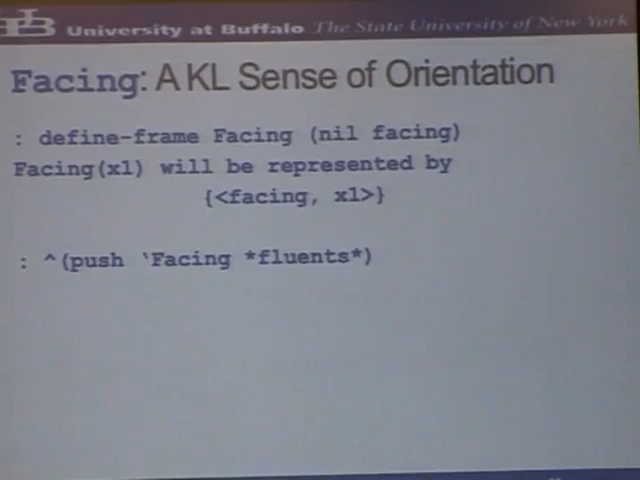 UB University at Buffalo The State University of New York
Facing: A KL Sense of Orientation
: define-frame Facing (nil facing)
Facing(x1) will be represented by
{<facing, x1>}
: ^(push `Facing *fluents*)